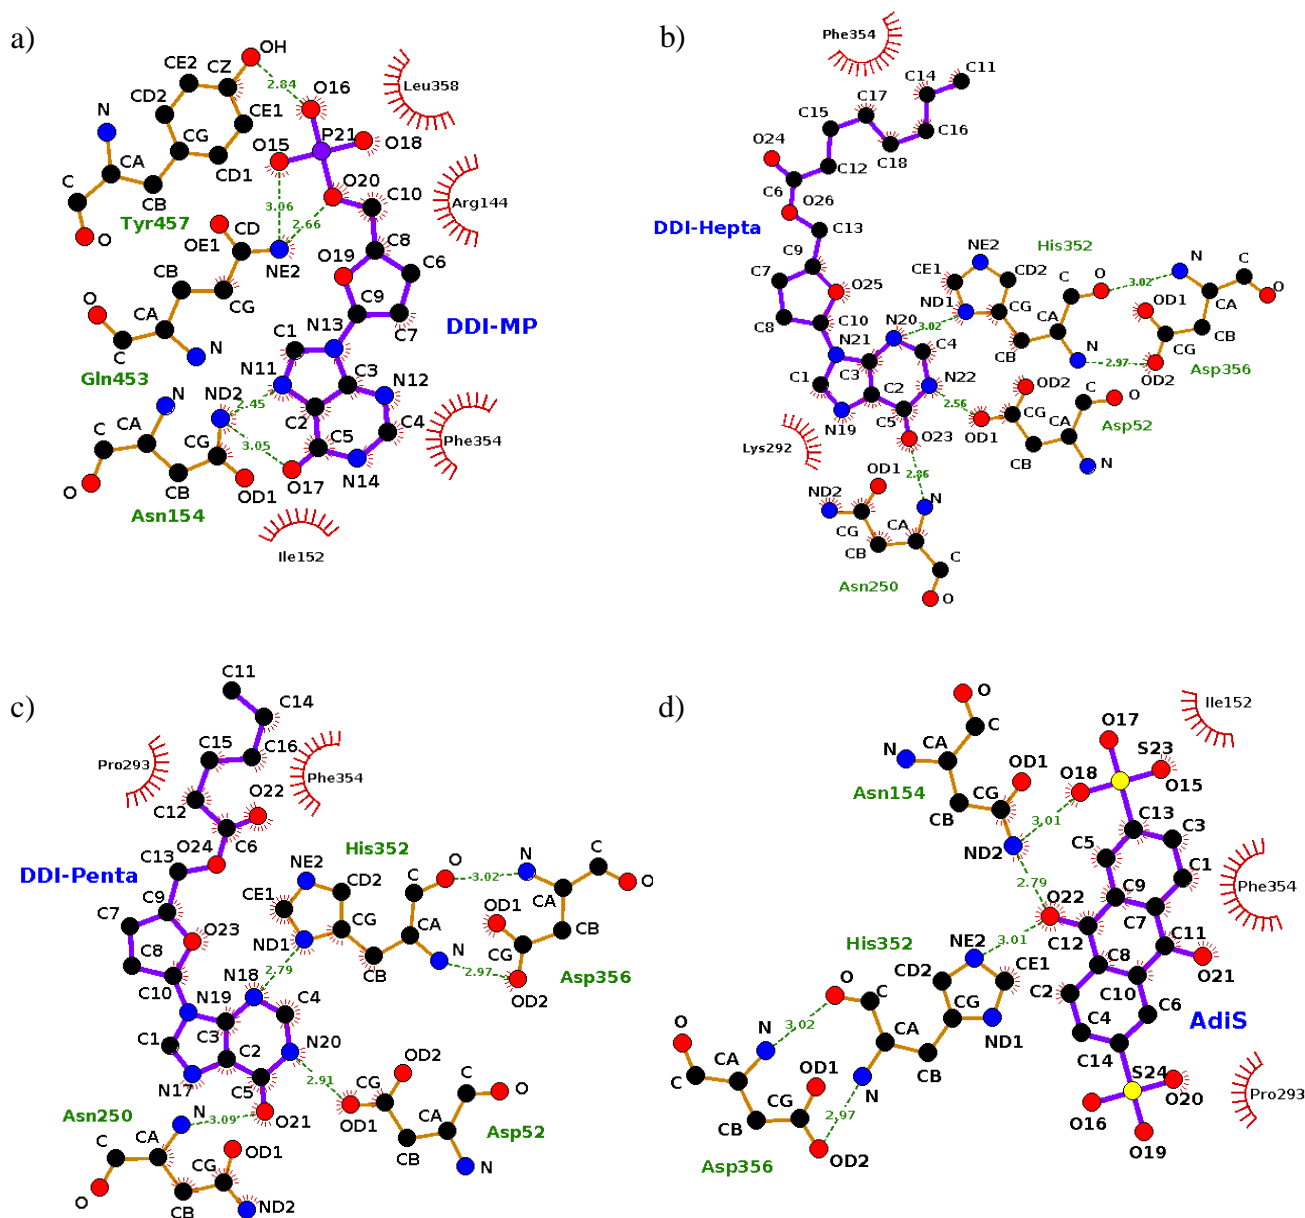 a)
OH
CE2 CZ
CD2
CE1
N
CG
CA
CD1
C
CB
O
Tyr457
2.84
O16
P21
O15
O18
O20
C10
3.06
2.66
Leu358
Arg144
OE1 CD
NE2
CB
CG
O
CA
C
N
Gln453
O19
C8
C6
C9
C7
N13
C1
DDI-MP
N11
C3
N12
C2
C4
C5
N14
O17
2.45
3.05
N
ND2
CA
C
CG
O
CB
OD1
Asn154
Phe354
Ile152
b)
Phe354
C14 C11
C17
C15
C16
C18
O24
C12
C6
O26
DDI-Hepta
C13
C9
C7
O25
C8
C10
N20
N21
C4
C3
C1
C2
N22
N19
C5
O23
His352
NE2
CE1
CD2
ND1
CG
C
O
CA
CB
N
3.02
3.02
2.97
N
C
OD1
CA
O
CB
CG
OD2
Asp356
2.56
OD2
CG
C
O
OD1
CA
CB
N
Asp52
Lys292
2.86
OD1
N
ND2
CG
CA
CB
C
O
Asn250
c)
C11
C14
C15
C16
Pro293
Phe354
C12
O22
O24
C6
C13
DDI-Penta
C9
C7
O23
C8
C10
N18
N19
C4
C3
C1
C2
N20
N17
C5
O21
His352
NE2
CE1
CD2
CG
ND1
C
O
CA
CB
N
2.79
3.02
2.97
N
C
O
CA
OD1
CB
CG
OD2
Asp356
2.91
OD2
CG
C
O
OD1
CA
CB
N
Asp52
Asn250
3.09
N
C
CA
OD1
CG
O
CB
ND2
d)
O
C
N
CA
OD1
Asn154
CG
CB
ND2
3.01
2.79
O17
S23
O18
O15
Ile152
C13
C3
C5
C1
C9
O22
C7
C12
C11
C8
O21
C2
C10
C6
C4
C14
AdiS
S24
O20
O16
O19
Phe354
Pro293
His352
3.01
NE2
CE1
CD2
O
C
CG
CA
ND1
CB
N
3.02
2.97
O
N
CA
C
OD1
CG
CB
OD2
Asp356